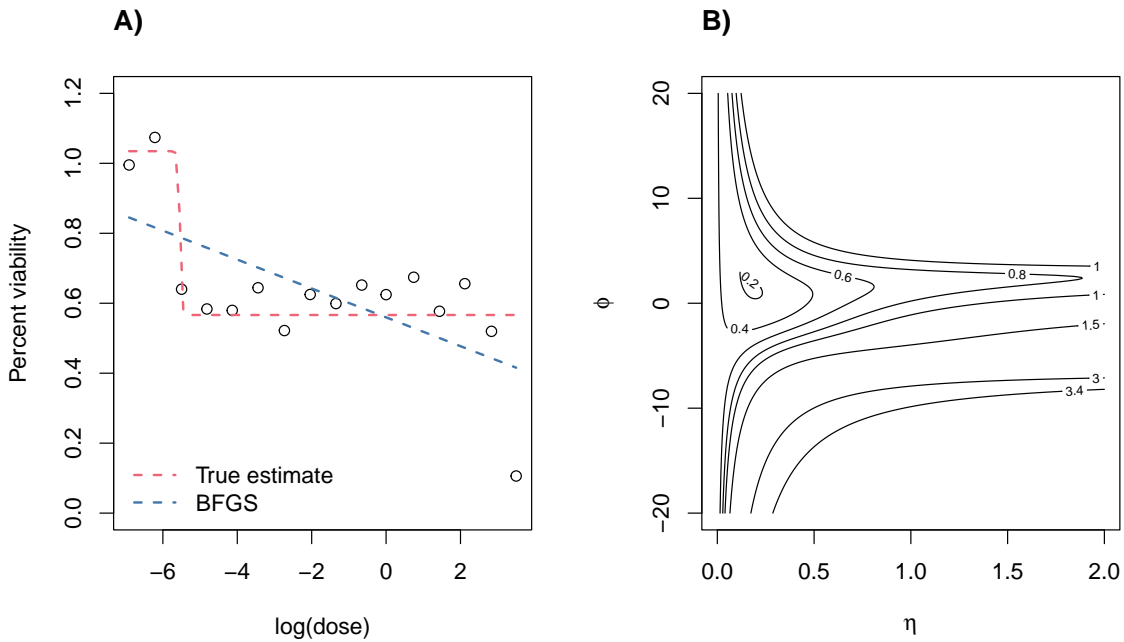 A)
Percent viability
1.2
1.0
0.8
0.6
0.4
0.2
0.0
True estimate
BFGS
−6 −4 −2 0 2
log(dose)
B)
ϕ
20
10
0
−10
−20
0.2
0.4
0.6
0.8
1
1
1.5
3
3.4
0.0 0.5 1.0 1.5 2.0
η